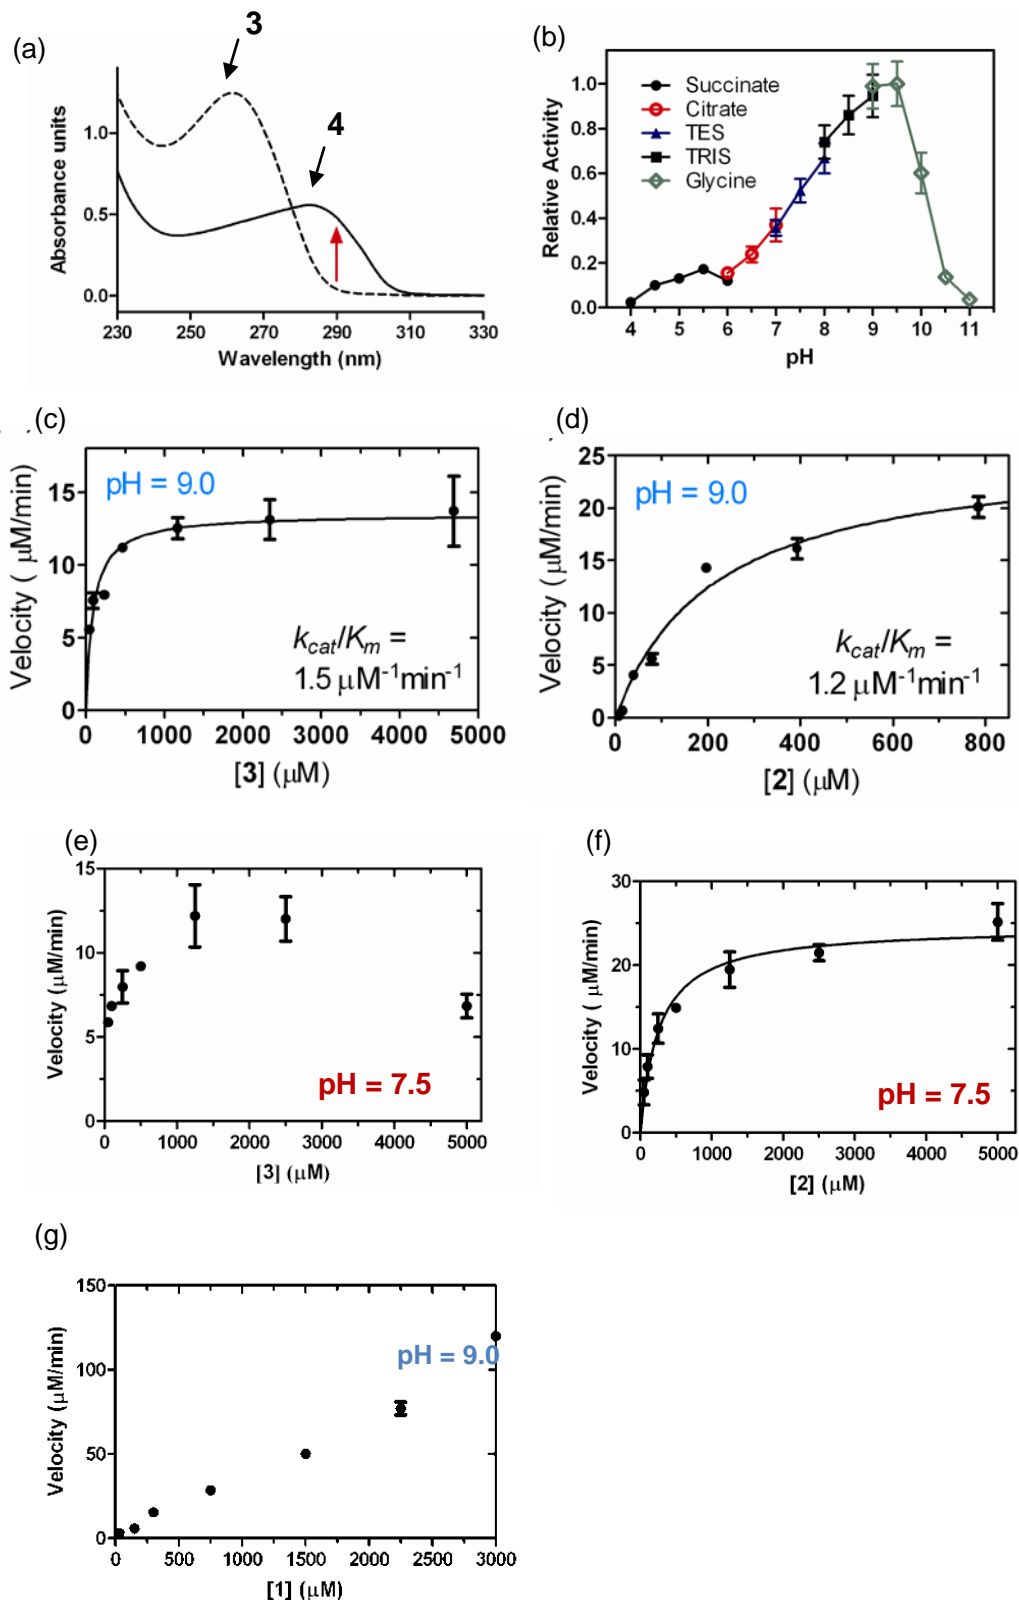 (a)
3
4
Absorbance units
1.0
0.5
0.0
230 250 270 290 310 330
Wavelength (nm)
(b)
Succinate
Citrate
TES
TRIS
Glycine
Relative Activity
1.0
0.8
0.6
0.4
0.2
0.0
4 5 6 7 8 9 10 11
pH
(c)
pH = 9.0
Velocity ( μM/min)
15
10
5
0
kcat/Km =
1.5 μM-1min-1
0 1000 2000 3000 4000 5000
[3] (μM)
(d)
pH = 9.0
Velocity ( μM/min)
25
20
15
10
5
0
kcat/Km =
1.2 μM-1min-1
0 200 400 600 800
[2] (μM)
(e)
Velocity (μM/min)
15
10
5
0
pH = 7.5
0 1000 2000 3000 4000 5000
[3] (μM)
(f)
Velocity ( μM/min)
30
20
10
0
pH = 7.5
0 1000 2000 3000 4000 5000
[2] (μM)
(g)
Velocity (μM/min)
150
100
50
0
pH = 9.0
0 500 1000 1500 2000 2500 3000
[1] (μM)